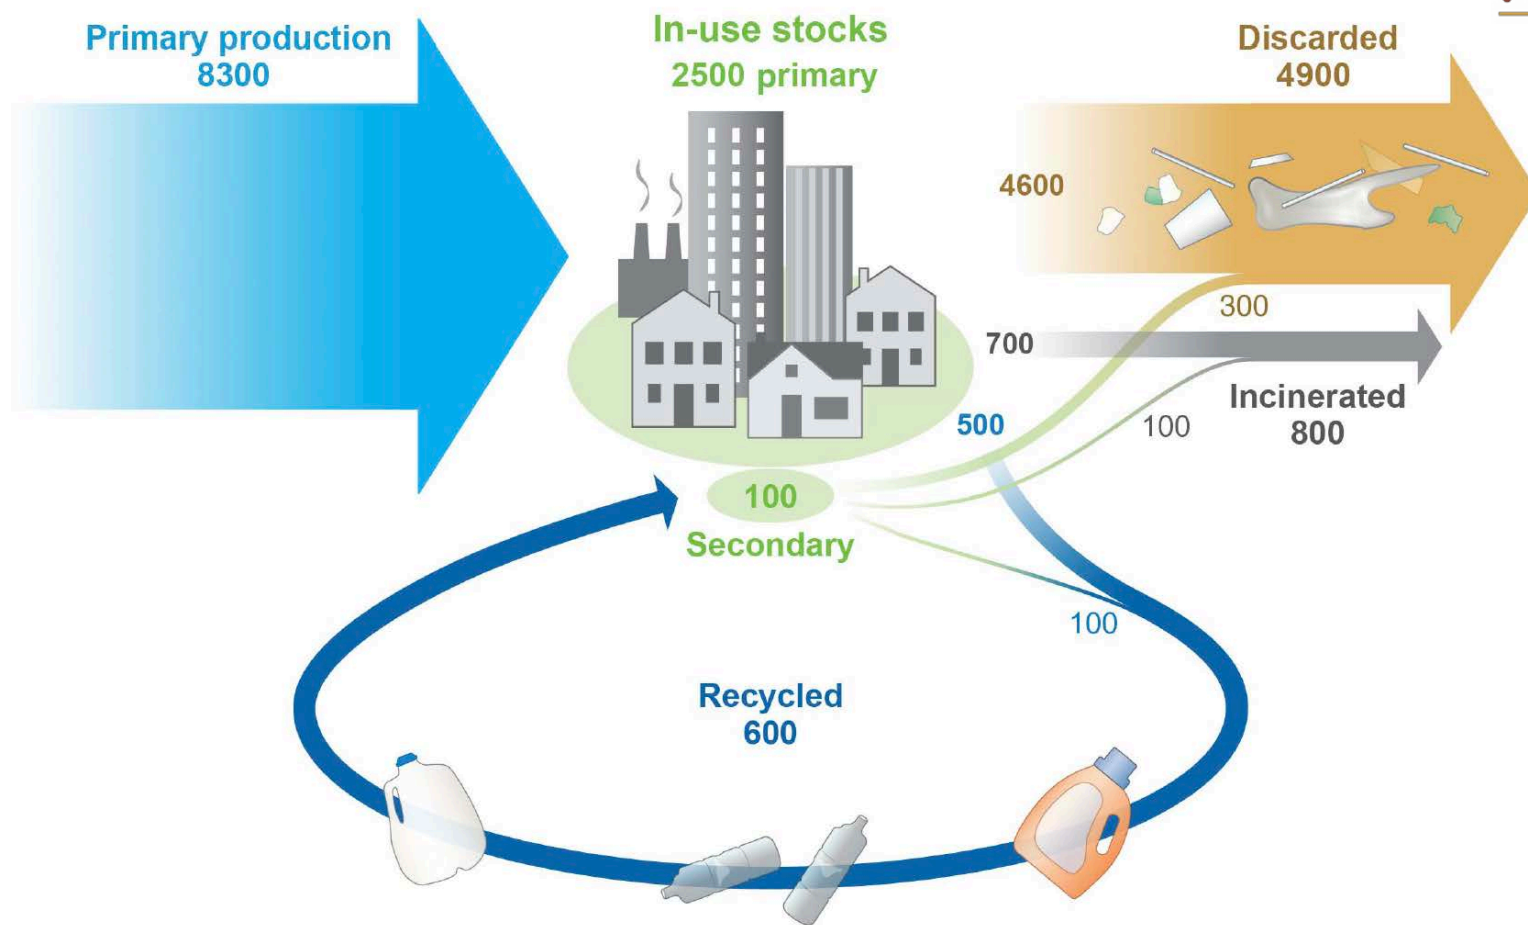 Primary production
8300
In-use stocks
2500 primary
Discarded
4900
4600
300
700
Incinerated
800
500
100
100
Secondary
100
Recycled
600